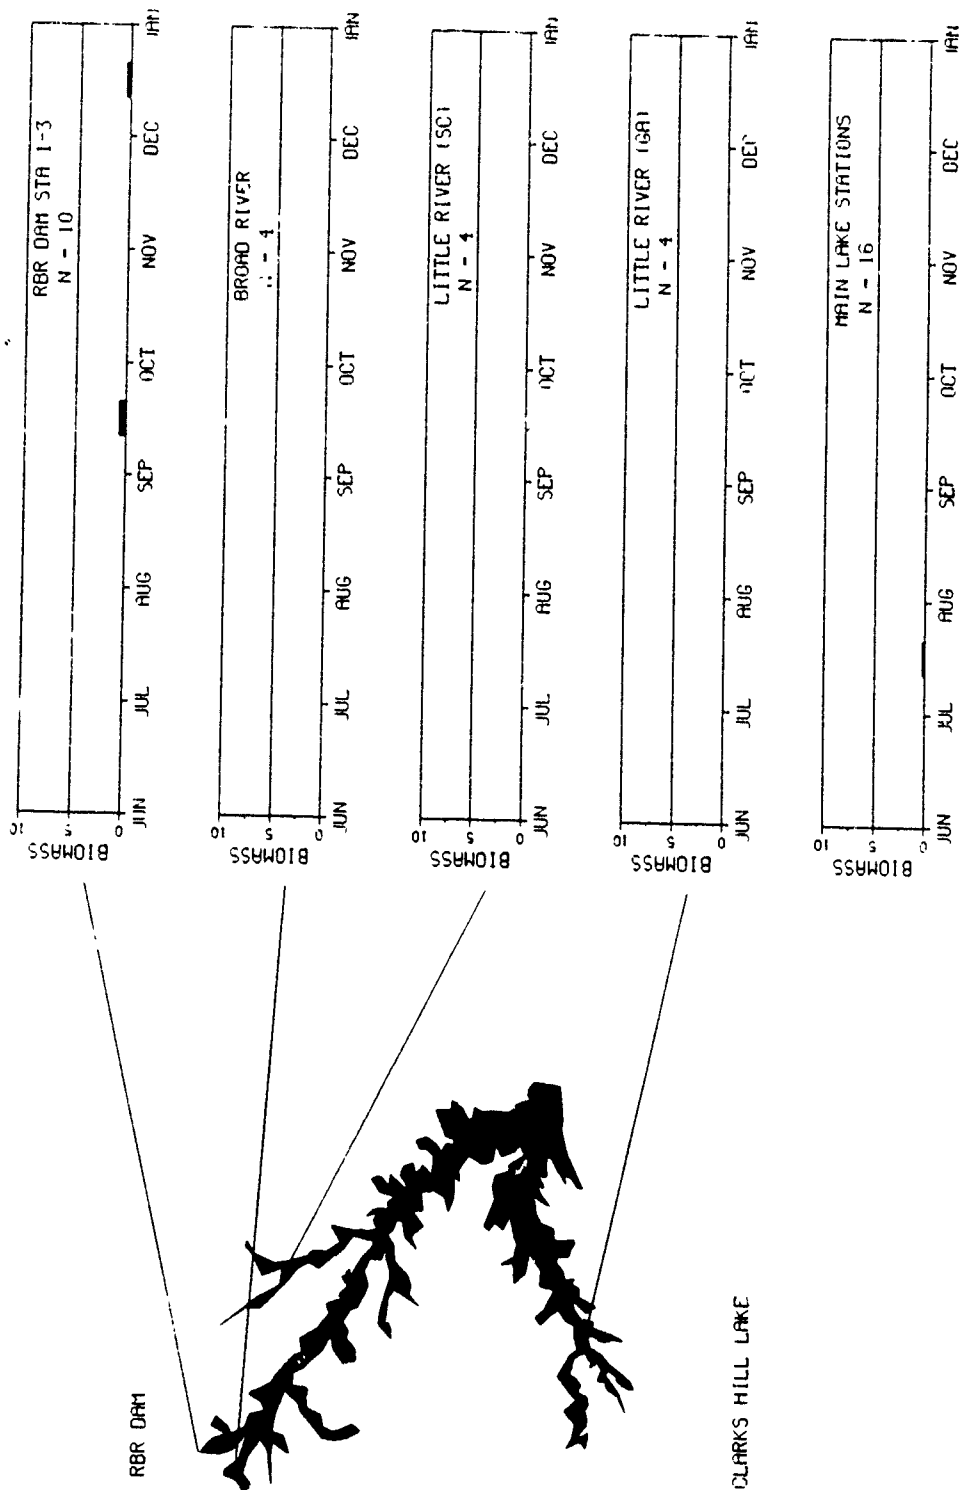 RBR DAM STA 1-3
N - 10
BIOMASS
10
5
0
JUN
JUL
AUG
SEP
OCT
NOV
DEC
JAN
BROAD RIVER
- 4
BIOMASS
10
5
0
JUN
JUL
AUG
SEP
OCT
NOV
DEC
JAN
LITTLE RIVER (SC)
N - 4
BIOMASS
10
5
0
JUN
JUL
AUG
SEP
OCT
NOV
DEC
JAN
LITTLE RIVER (GA)
N - 4
BIOMASS
10
5
0
JUN
JUL
AUG
SEP
OCT
NOV
DEC
JAN
MAIN LAKE STATIONS
N - 16
BIOMASS
10
5
0
JUN
JUL
AUG
SEP
OCT
NOV
DEC
JAN
RBR DAM
CLARKS HILL LAKE